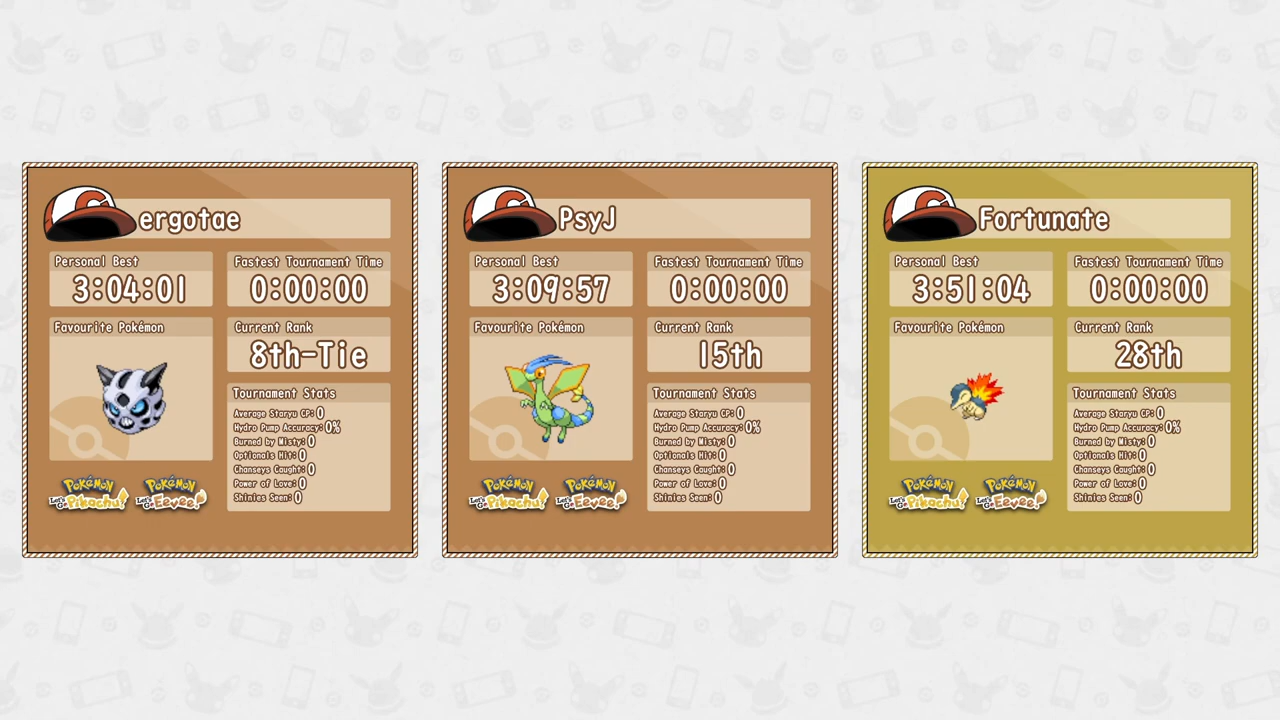 ergotae
Personal Best
3:04:01
Fastest Tournament Time
0:00:00
Favourite Pokémon
Current Rank
8th-Tie
Tournament Stats
Average Staryu CP: 0
Hydro Pump Accuracy: 0%
Burned by Misty: 0
Optionals Hit: 0
Chanseys Caught: 0
Power of Love: 0
Shinies Seen: 0
Pokémon
Let's Go Pikachu!
Pokémon
Let's Go Eevee!
PsyJ
Personal Best
3:09:57
Fastest Tournament Time
0:00:00
Favourite Pokémon
Current Rank
15th
Tournament Stats
Average Staryu CP: 0
Hydro Pump Accuracy: 0%
Burned by Misty: 0
Optionals Hit: 0
Chanseys Caught: 0
Power of Love: 0
Shinies Seen: 0
Pokémon
Let's Go Pikachu!
Pokémon
Let's Go Eevee!
Fortunate
Personal Best
3:51:04
Fastest Tournament Time
0:00:00
Favourite Pokémon
Current Rank
28th
Tournament Stats
Average Staryu CP: 0
Hydro Pump Accuracy: 0%
Burned by Misty: 0
Optionals Hit: 0
Chanseys Caught: 0
Power of Love: 0
Shinies Seen: 0
Pokémon
Let's Go Pikachu!
Pokémon
Let's Go Eevee!